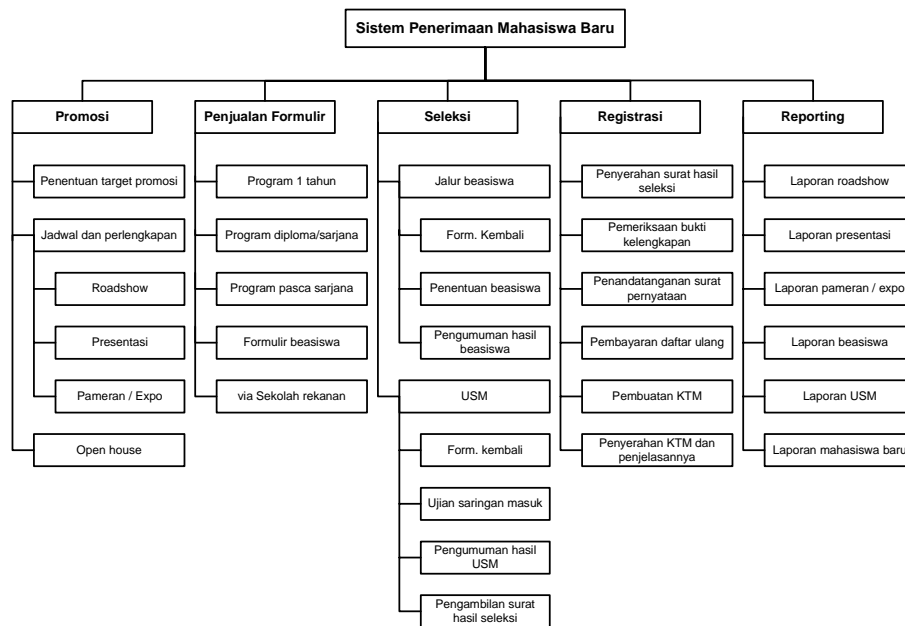 Sistem Penerimaan Mahasiswa Baru
Promosi
Penjualan Formulir
Seleksi
Registrasi
Reporting
Penentuan target promosi
Jadwal dan perlengkapan
Roadshow
Presentasi
Pameran / Expo
Open house
Program 1 tahun
Program diploma/sarjana
Program pasca sarjana
Formulir beasiswa
via Sekolah rekanan
Jalur beasiswa
Form. Kembali
Penentuan beasiswa
Pengumuman hasil
beasiswa
USM
Form. kembali
Ujian saringan masuk
Pengumuman hasil
USM
Pengambilan surat
hasil seleksi
Penyerahan surat hasil
seleksi
Pemeriksaan bukti
kelengkapan
Penandatanganan surat
pernyataan
Pembayaran daftar ulang
Pembuatan KTM
Penyerahan KTM dan
penjelasannya
Laporan roadshow
Laporan presentasi
Laporan pameran / expo
Laporan beasiswa
Laporan USM
Laporan mahasiswa baru